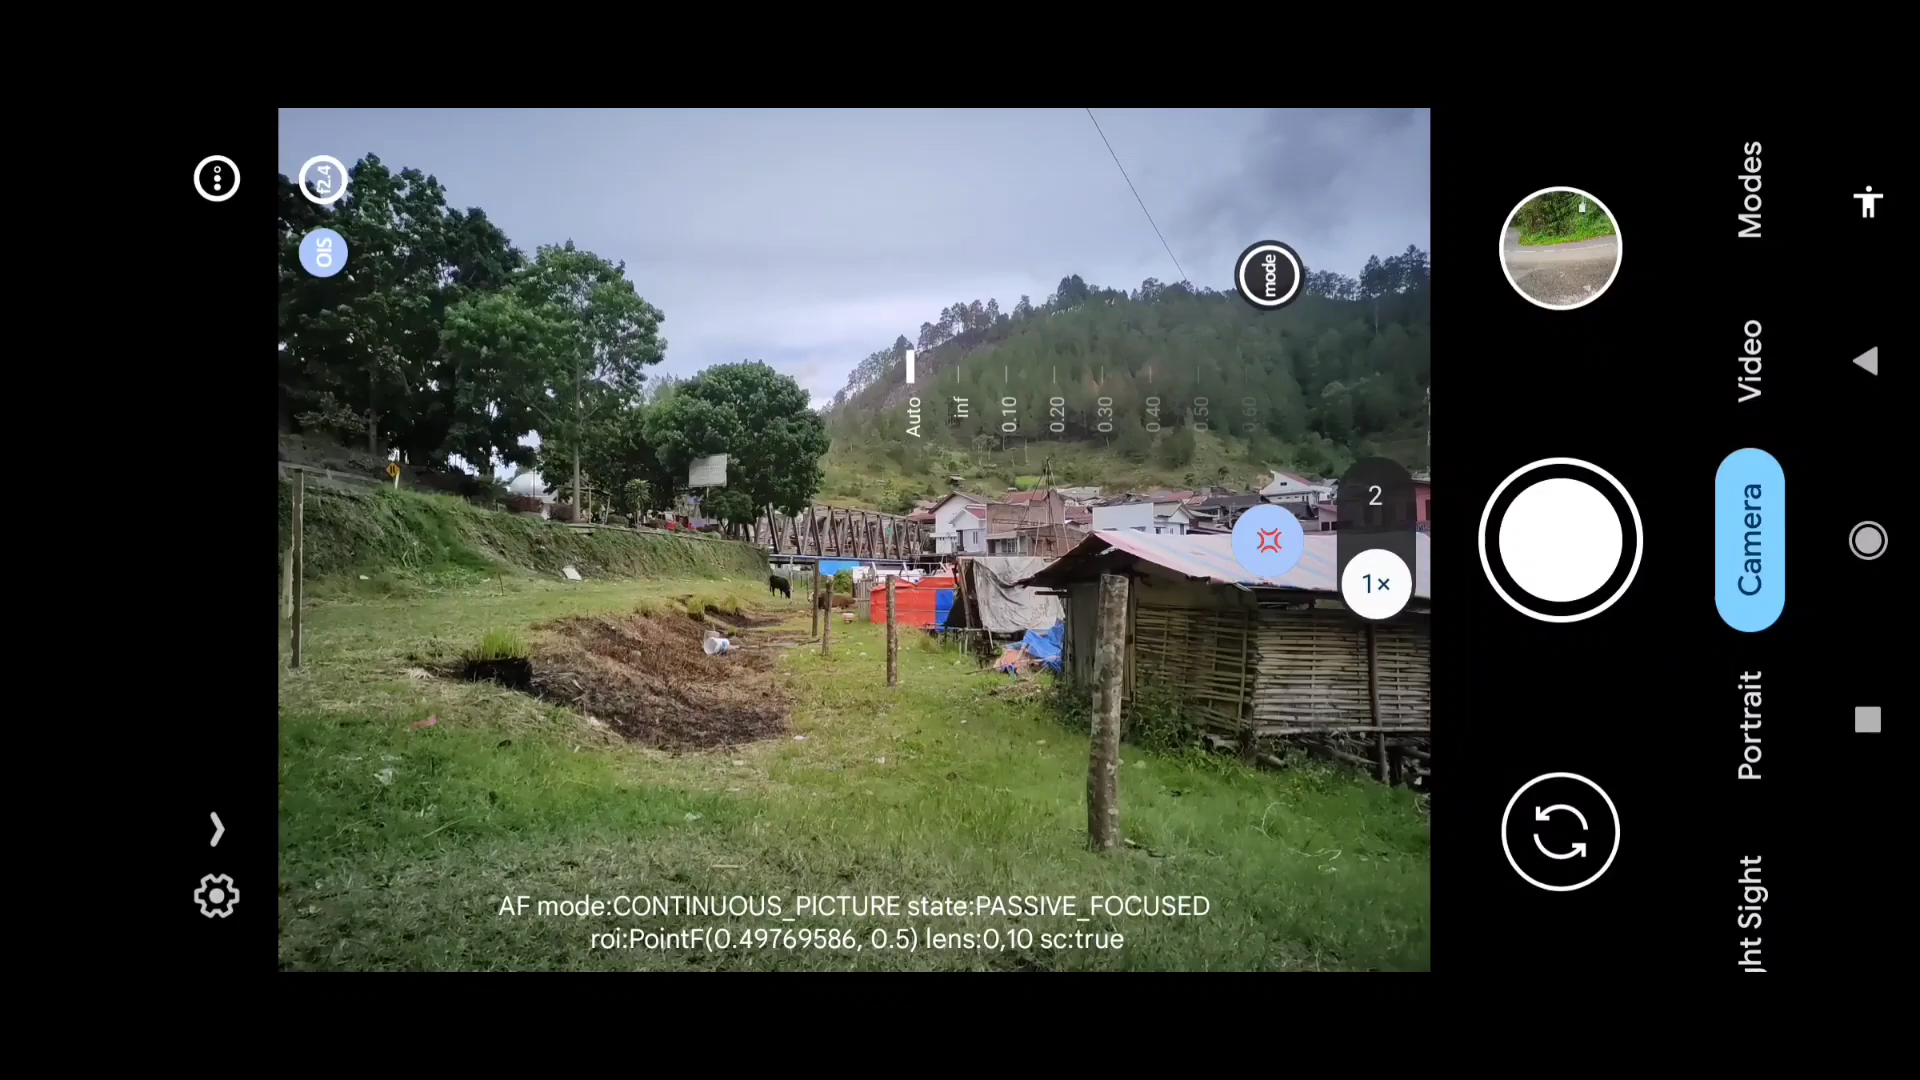 f2.4
OIS
mode
Auto
inf
0.10
0.20
0.30
0.40
0.50
0.60
2
1×
AF mode:CONTINUOUS_PICTURE state:PASSIVE_FOCUSED
roi:PointF(0.49769586, 0.5) lens:0,10 sc:true
Modes
Video
Camera
Portrait
ht Sight